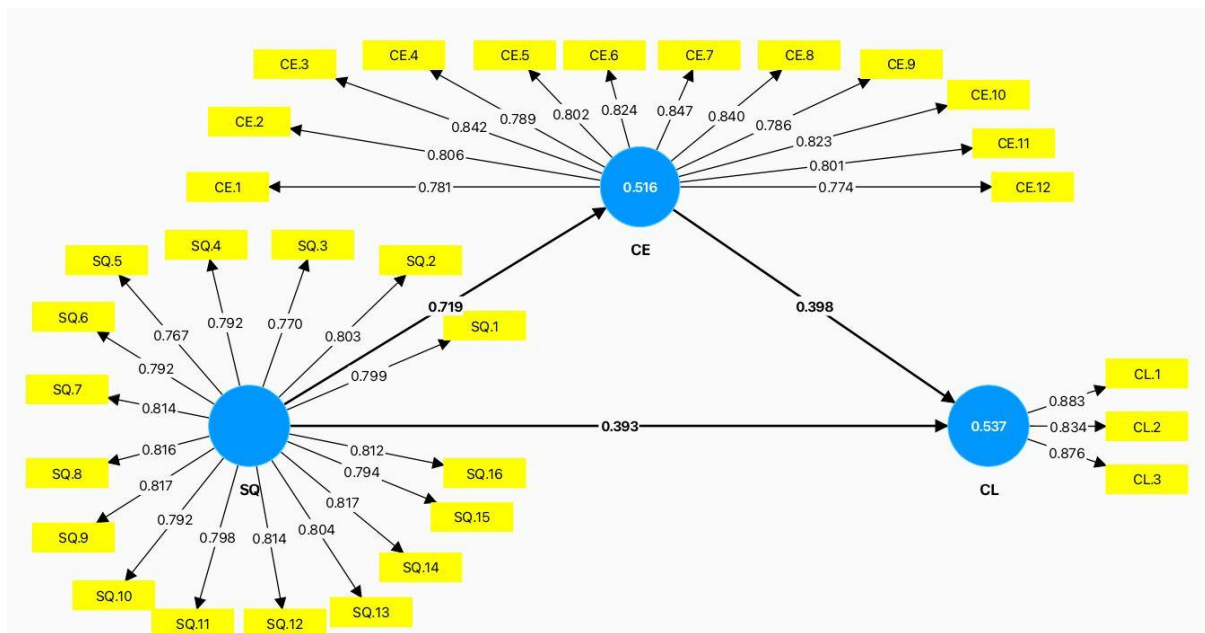 CE.3
CE.4
CE.5
CE.6
CE.7
CE.8
CE.9
CE.10
CE.2
CE.11
CE.1
CE.12
0.842
0.789
0.802
0.824
0.847
0.840
0.786
0.823
0.806
0.801
0.781
0.774
0.516
CE
SQ.5
SQ.4
SQ.3
SQ.2
SQ.6
SQ.1
SQ.7
0.767
0.792
0.770
0.803
0.719
0.799
0.792
0.814
0.398
0.393
0.537
CL
CL.1
CL.2
CL.3
0.883
0.834
0.876
0.816
0.817
0.792
0.798
0.814
0.804
0.817
0.794
0.812
SQ
SQ.8
SQ.9
SQ.10
SQ.11
SQ.12
SQ.13
SQ.14
SQ.15
SQ.16